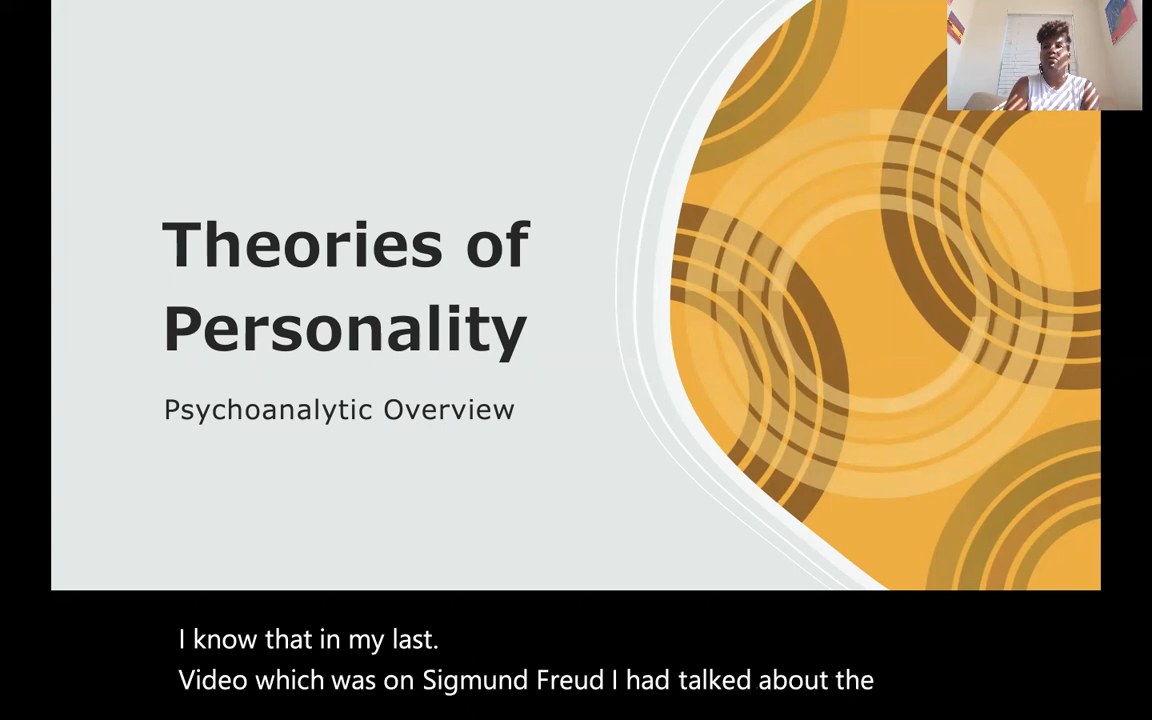 Theories of
Personality
Psychoanalytic Overview
I know that in my last.
Video which was on Sigmund Freud I had talked about the